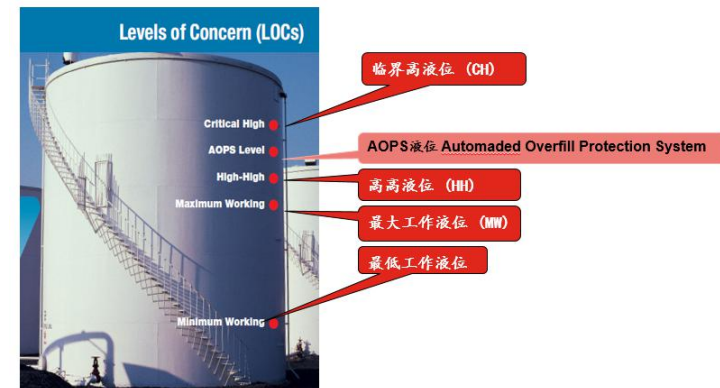 Levels of Concern (LOCs)
临界高液位 (CH)
Critical High
AOPS Level
AOPS液位 Automaded Overfill Protection System
High-High
高高液位 (HH)
Maximum Working
最大工作液位 (MW)
最低工作液位
Minimum Working